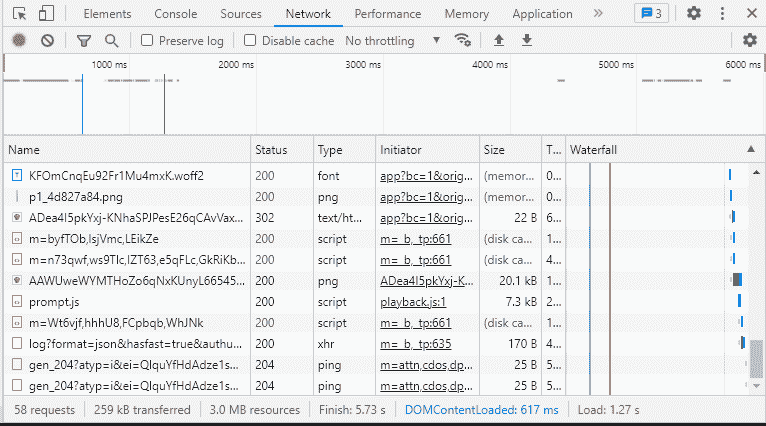 Elements Console Sources Network Performance Memory Application » 3
Preserve log Disable cache No throttling
1000 ms 2000 ms 3000 ms 4000 ms 5000 ms 6000 ms
Name Status Type Initiator Size T... Waterfall
KFOmCnqEu92Fr1Mu4mxK.woff2 200 font app?bc=1&orig... (memor... 0...
p1_4d827a84.png 200 png app?bc=1&orig... (memor... 0...
ADea4I5pkYxj-KNhaSPJPesE26qCAvVax... 302 text/ht... app?bc=1&orig... 22 B 6...
m=byfTOb,lsjVmc,LEikZe 200 script m=_b,_tp:661 (disk ca... 1...
m=n73qwf,ws9Tlc,IZT63,e5qFLc,GkRiKb... 200 script m=_b,_tp:661 (disk ca... 4...
AAWUweWYMTHoZo6qNxKUnyL66545... 200 png ADea4I5pkYxj-K... 20.1 kB 1...
prompt.js 200 script playback.js:1 7.3 kB 2...
m=Wt6vjf,hhhU8,FCpbqb,WhJNk 200 script m=_b,_tp:661 (disk ca... 1...
log?format=json&hasfast=true&authu... 200 xhr m=_b,_tp:635 170 B 4...
gen_204?atyp=i&ei=QIquYfHdAdze1s... 204 ping m=attn,cdos,dp... 25 B 5...
gen_204?atyp=i&ei=QIquYfHdAdze1s... 204 ping m=attn,cdos,dp... 25 B 5...
58 requests 259 kB transferred 3.0 MB resources Finish: 5.73 s DOMContentLoaded: 617 ms Load: 1.27 s